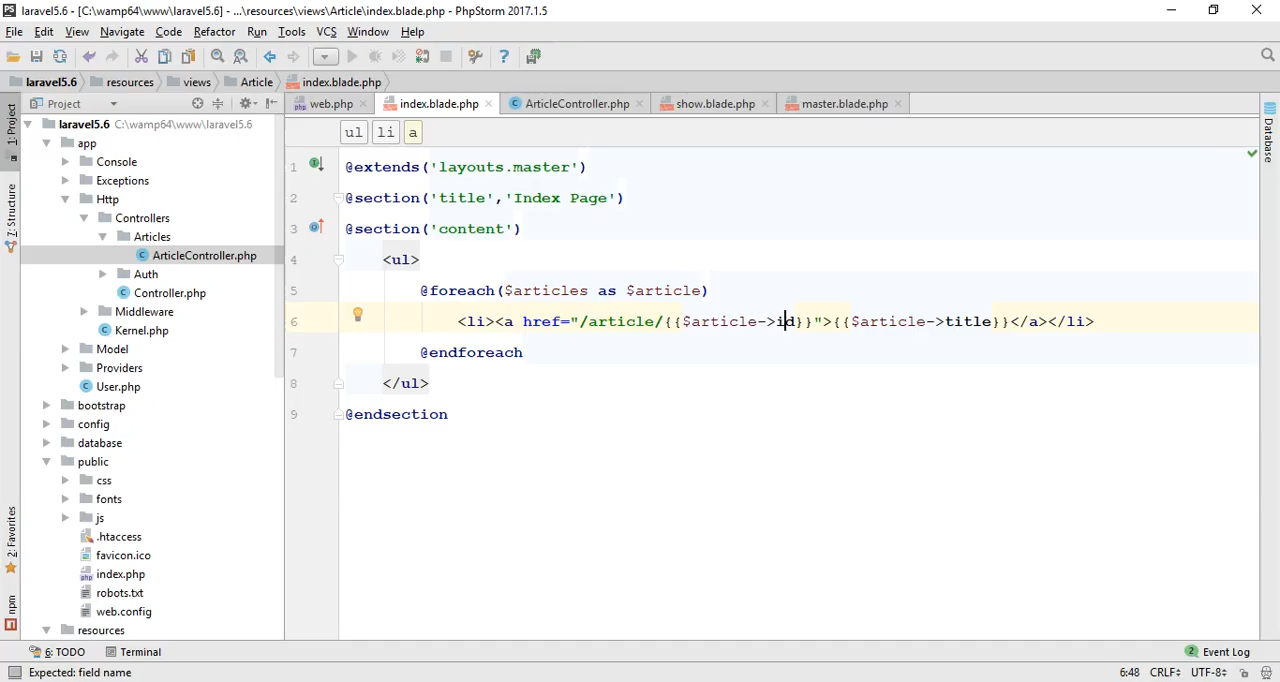 laravel5.6 - [C:\wamp64\www\laravel5.6] - ...\resources\views\Article\index.blade.php - PhpStorm 2017.1.5
File Edit View Navigate Code Refactor Run Tools VCS Window Help
laravel5.6 resources views Article index.blade.php
Project
web.php index.blade.php ArticleController.php show.blade.php master.blade.php
1: Project
7: Structure
2: Favorites
npm
Database
laravel5.6 C:\wamp64\www\laravel5.6
app
Console
Exceptions
Http
Controllers
Articles
ArticleController.php
Auth
Controller.php
Middleware
Kernel.php
Model
Providers
User.php
bootstrap
config
database
public
css
fonts
js
.htaccess
favicon.ico
index.php
robots.txt
web.config
resources
ul li a
1 @extends('layouts.master')
2 @section('title','Index Page')
3 @section('content')
4 <ul>
5 @foreach($articles as $article)
6 <li><a href="/article/{{$article->id}}">{{$article->title}}</a></li>
7 @endforeach
8 </ul>
9 @endsection
6: TODO Terminal 2 Event Log
Expected: field name 6:48 CRLF UTF-8